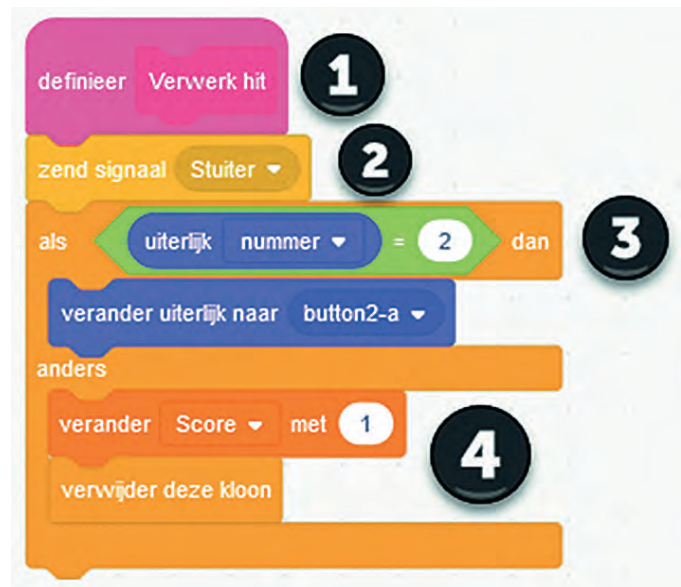 definieer Verwerk hit 1
zend signaal Stuiter 2
als uiterlijk nummer = 2 dan 3
verander uiterlijk naar button2-a
anders
verander Score met 1 4
verwijder deze kloon